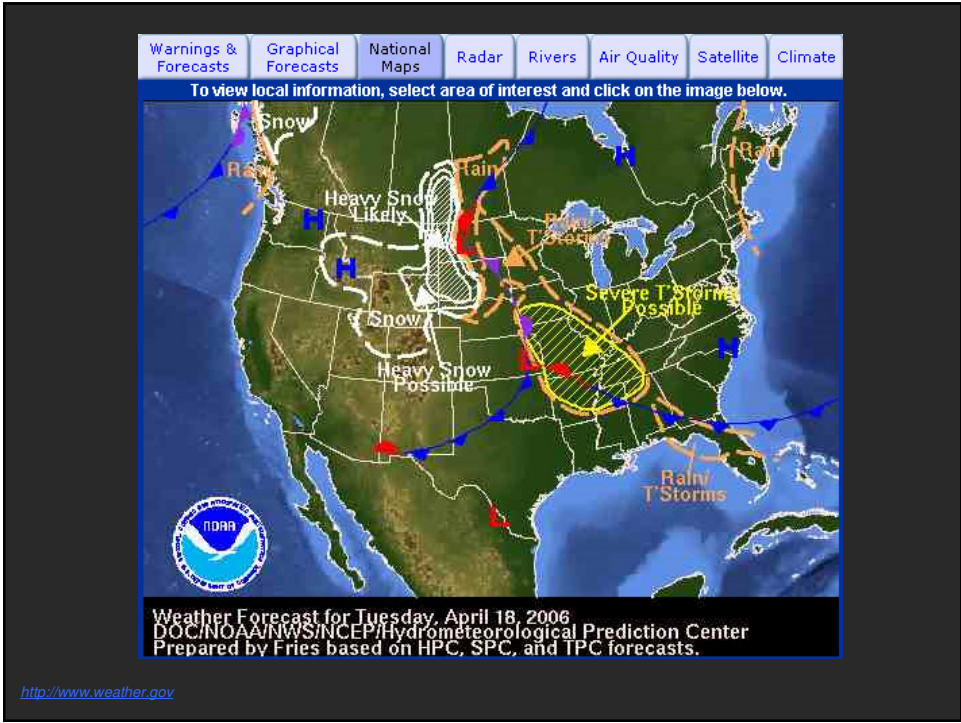 Warnings & Forecasts
Graphical Forecasts
National Maps
Radar
Rivers
Air Quality
Satellite
Climate
To view local information, select area of interest and click on the image below.
Snow
Rain
Rain/
Rain
Heavy Snow
Likely
H
H
H
H
L
Rain/
T'Storms
Severe T'Storms
Possible
Snow
Heavy Snow
Possible
L
Rain/
T'Storms
L
NOAA
Weather Forecast for Tuesday, April 18, 2006
DOC/NOAA/NWS/NCEP/Hydrometeorological Prediction Center
Prepared by Fries based on HPC, SPC, and TPC forecasts.
http://www.weather.gov